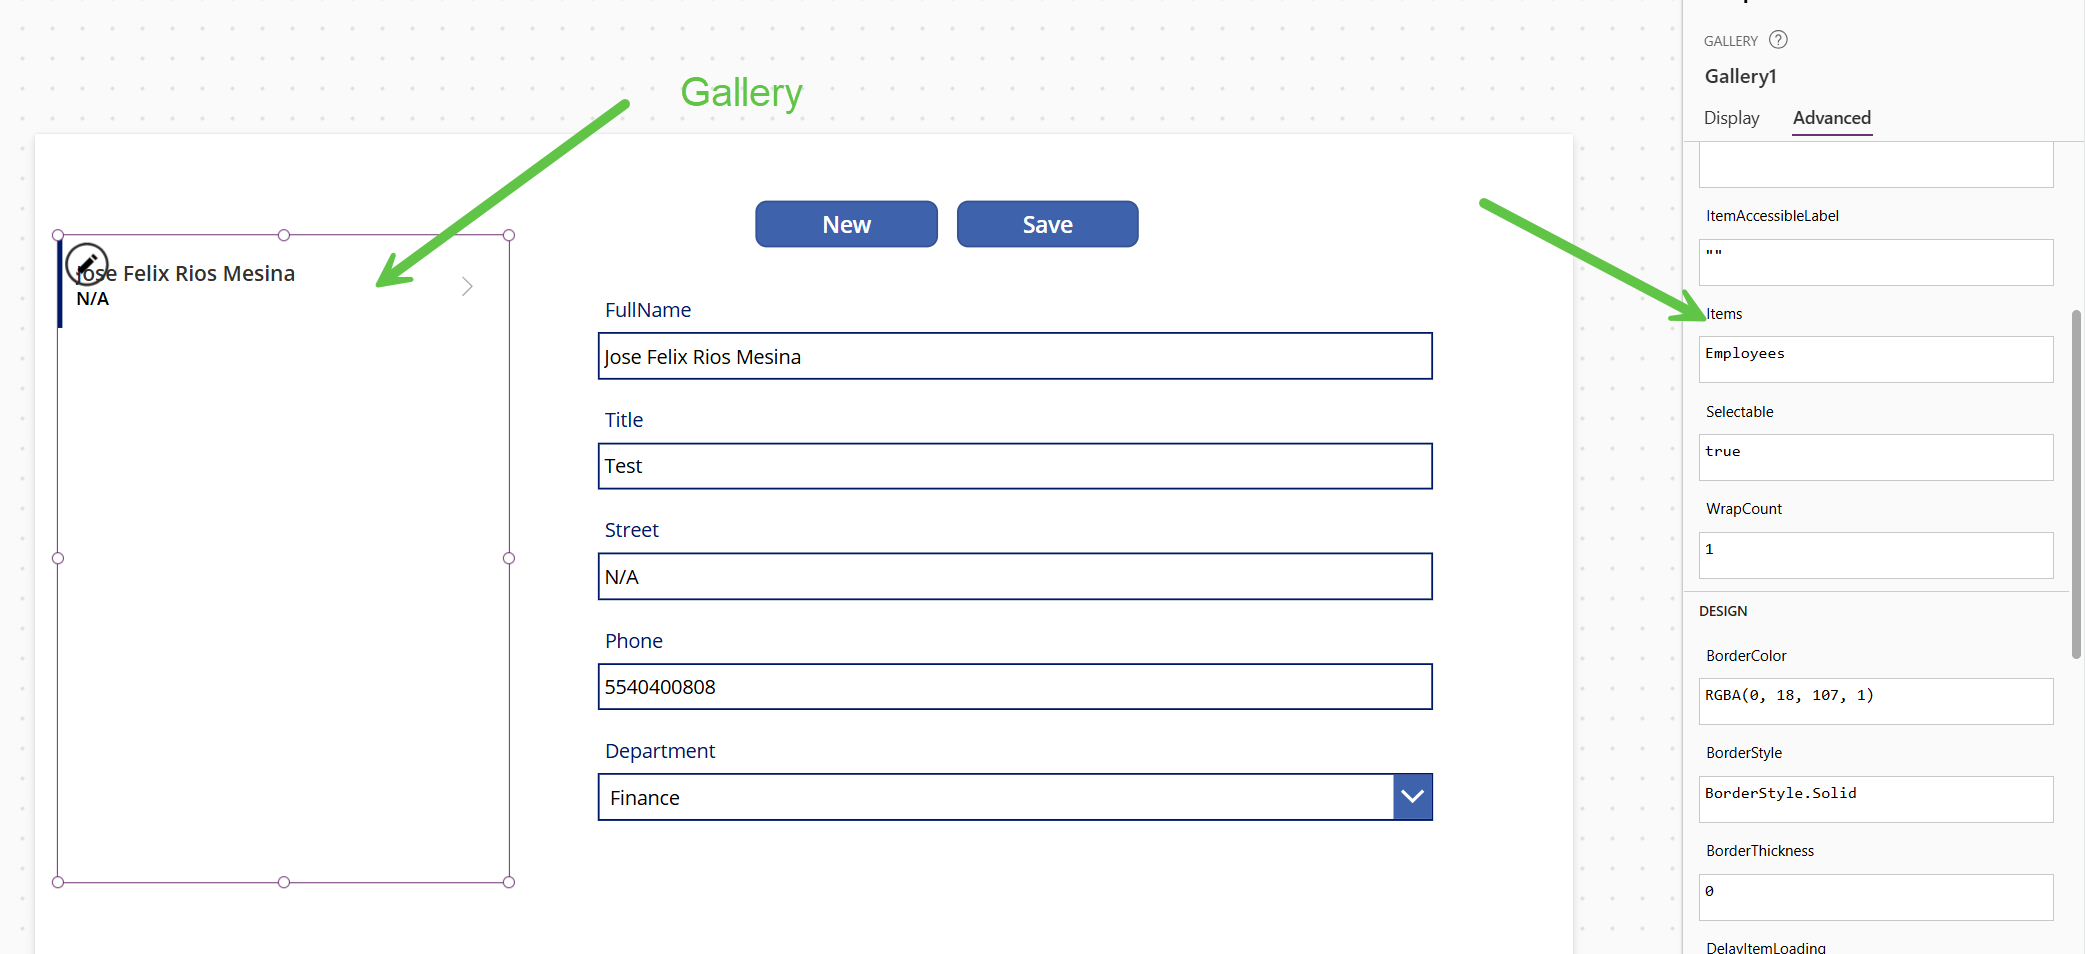 Gallery
New
Save
Jose Felix Rios Mesina
N/A
FullName
Jose Felix Rios Mesina
Title
Test
Street
N/A
Phone
5540400808
Department
Finance
GALLERY ?
Gallery1
Display Advanced
ItemAccessibleLabel
""
Items
Employees
Selectable
true
WrapCount
1
DESIGN
BorderColor
RGBA(0, 18, 107, 1)
BorderStyle
BorderStyle.Solid
BorderThickness
0
DelayItemLoading